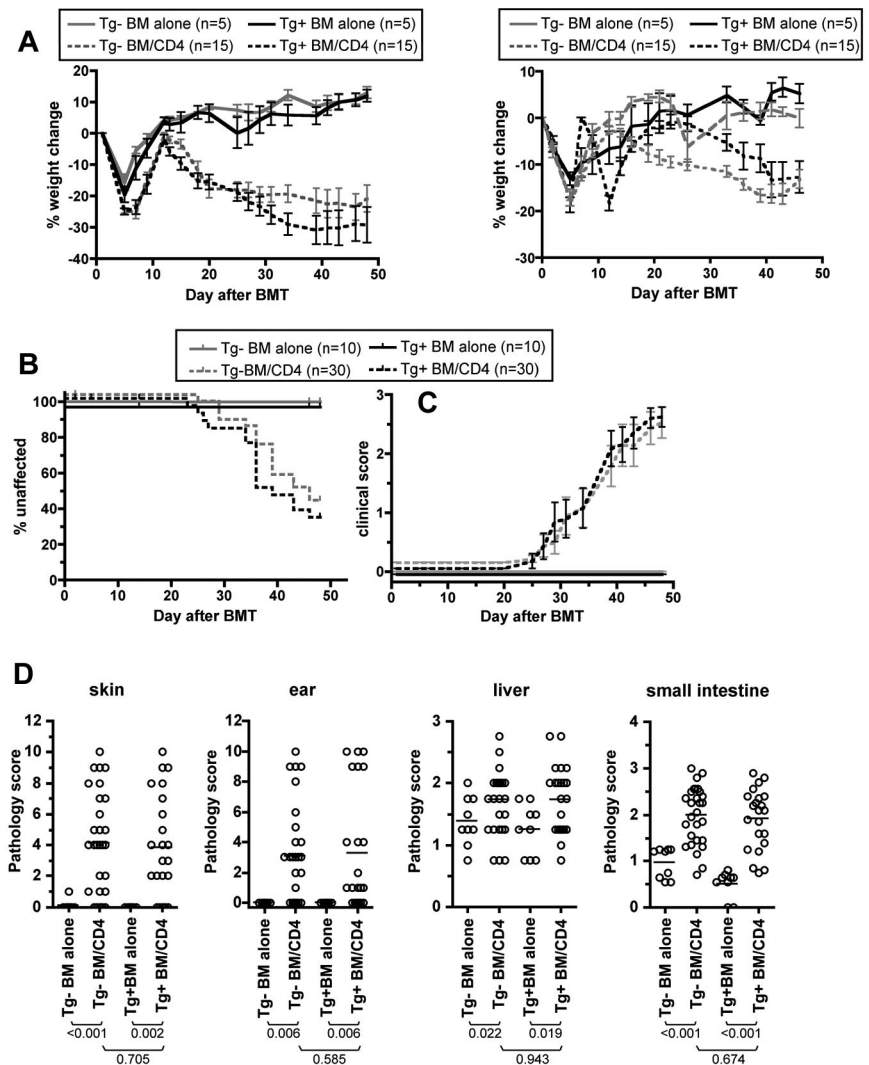 A
Tg- BM alone (n=5) Tg+ BM alone (n=5)
Tg- BM/CD4 (n=15) Tg+ BM/CD4 (n=15)
% weight change
20
10
0
-10
-20
-30
-40
0 10 20 30 40 50
Day after BMT
Tg- BM alone (n=5) Tg+ BM alone (n=5)
Tg- BM/CD4 (n=15) Tg+ BM/CD4 (n=15)
% weight change
10
0
-10
-20
-30
0 10 20 30 40 50
Day after BMT
B
Tg- BM alone (n=10) Tg+ BM alone (n=10)
Tg-BM/CD4 (n=30) Tg+ BM/CD4 (n=30)
% unaffected
100
80
60
40
20
0
0 10 20 30 40 50
Day after BMT
C
clinical score
3
2
1
0
0 10 20 30 40 50
Day after BMT
D
skin
Pathology score
12
10
8
6
4
2
0
Tg- BM alone
Tg- BM/CD4
Tg+BM alone
Tg+ BM/CD4
<0.001 0.002
0.705
ear
Pathology score
12
10
8
6
4
2
0
Tg- BM alone
Tg- BM/CD4
Tg+BM alone
Tg+ BM/CD4
0.006 0.006
0.585
liver
Pathology score
3
2
1
0
Tg- BM alone
Tg- BM/CD4
Tg+BM alone
Tg+ BM/CD4
0.022 0.019
0.943
small intestine
Pathology score
4
3
2
1
0
Tg- BM alone
Tg- BM/CD4
Tg+BM alone
Tg+ BM/CD4
<0.001 <0.001
0.674